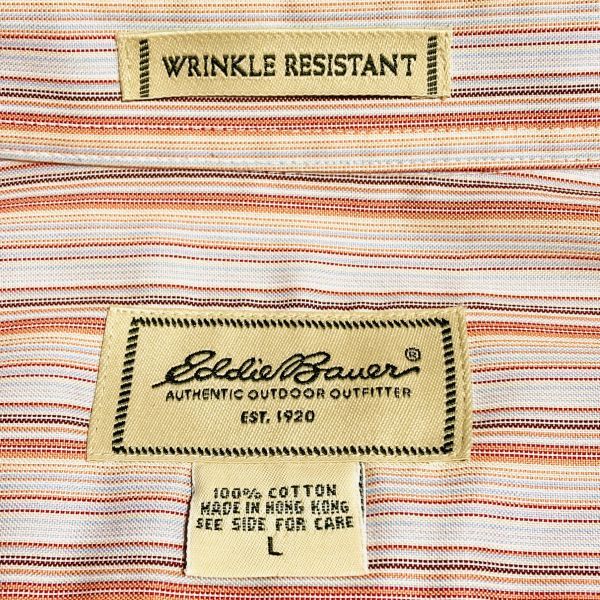 WRINKLE RESISTANT
Eddie Bauer®
AUTHENTIC OUTDOOR OUTFITTER
EST. 1920
100% COTTON
MADE IN HONG KONG
SEE SIDE FOR CARE
L